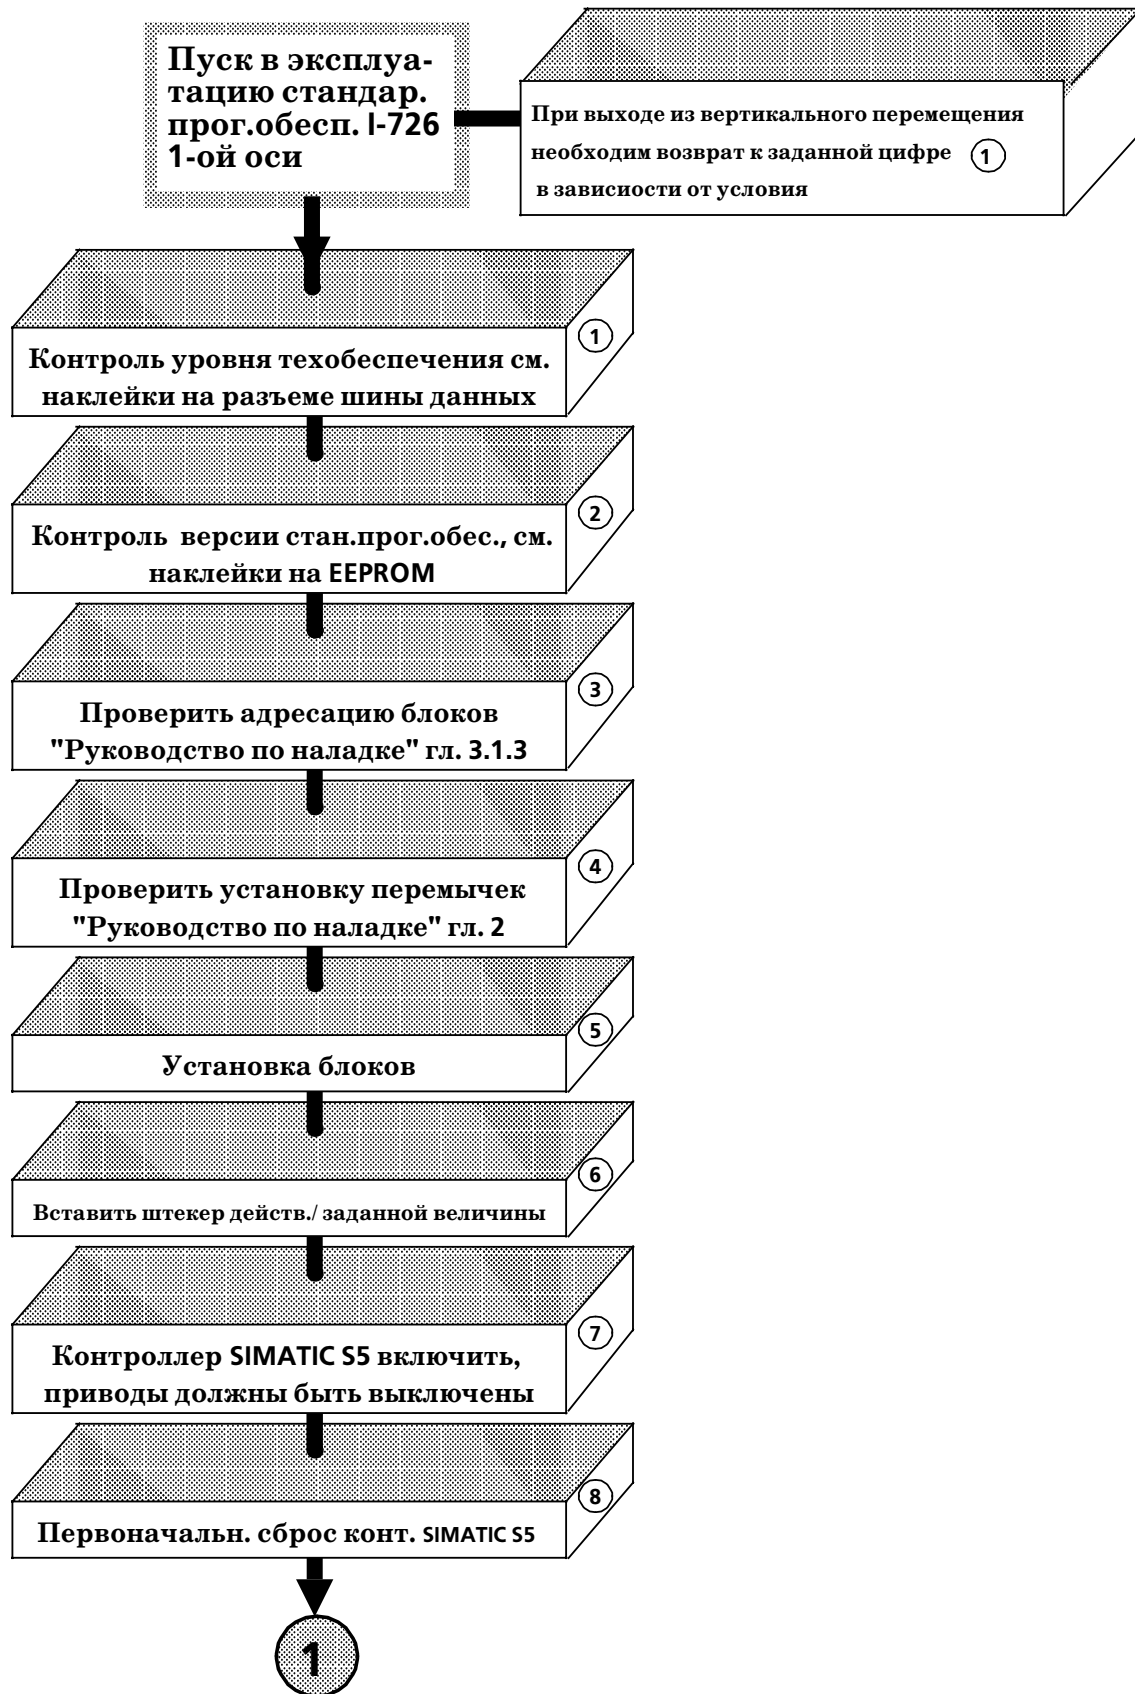 Пуск в эксплуа-
тацию стандар.
прог.обесп. I-726
1-ой оси
При выходе из вертикального перемещения
необходим возврат к заданной цифре 1
в зависиости от условия
1
Контроль уровня техобеспечения см.
наклейки на разъеме шины данных
2
Контроль версии стан.прог.обес., см.
наклейки на EEPROM
3
Проверить адресацию блоков
"Руководство по наладке" гл. 3.1.3
4
Проверить установку перемычек
"Руководство по наладке" гл. 2
5
Установка блоков
6
Вставить штекер действ./ заданной величины
7
Контроллер SIMATIC S5 включить,
приводы должны быть выключены
8
Первоначальн. сброс конт. SIMATIC S5
1